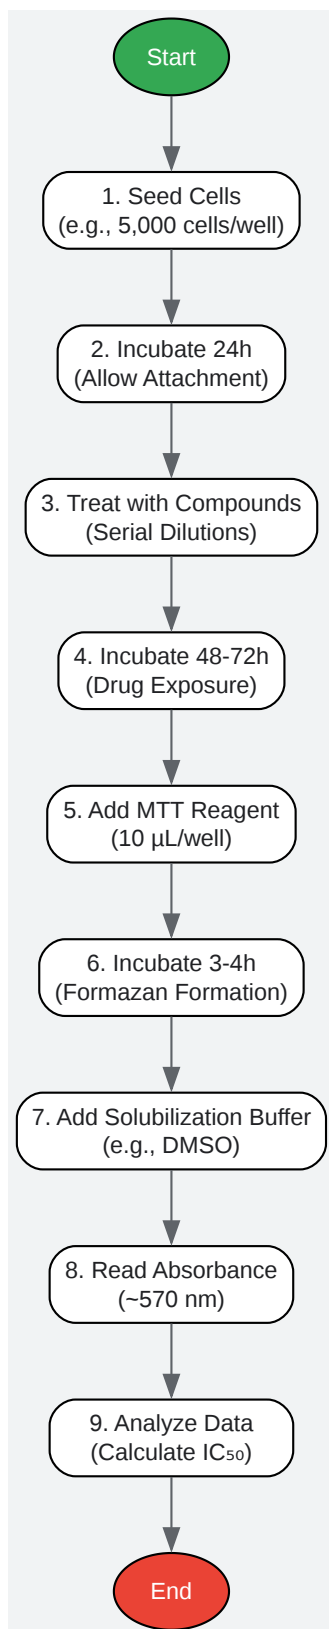 Start
1. Seed Cells
(e.g., 5,000 cells/well)
2. Incubate 24h
(Allow Attachment)
3. Treat with Compounds
(Serial Dilutions)
4. Incubate 48-72h
(Drug Exposure)
5. Add MTT Reagent
(10 µL/well)
6. Incubate 3-4h
(Formazan Formation)
7. Add Solubilization Buffer
(e.g., DMSO)
8. Read Absorbance
(~570 nm)
9. Analyze Data
(Calculate IC₅₀)
End